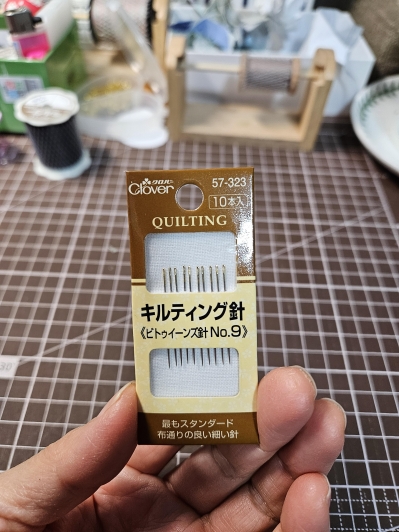 クロバー
Clover
57-323
10本入
QUILTING
キルティング針
《ビトゥイーンズ針No.9》
最もスタンダード
布通りの良い細い針